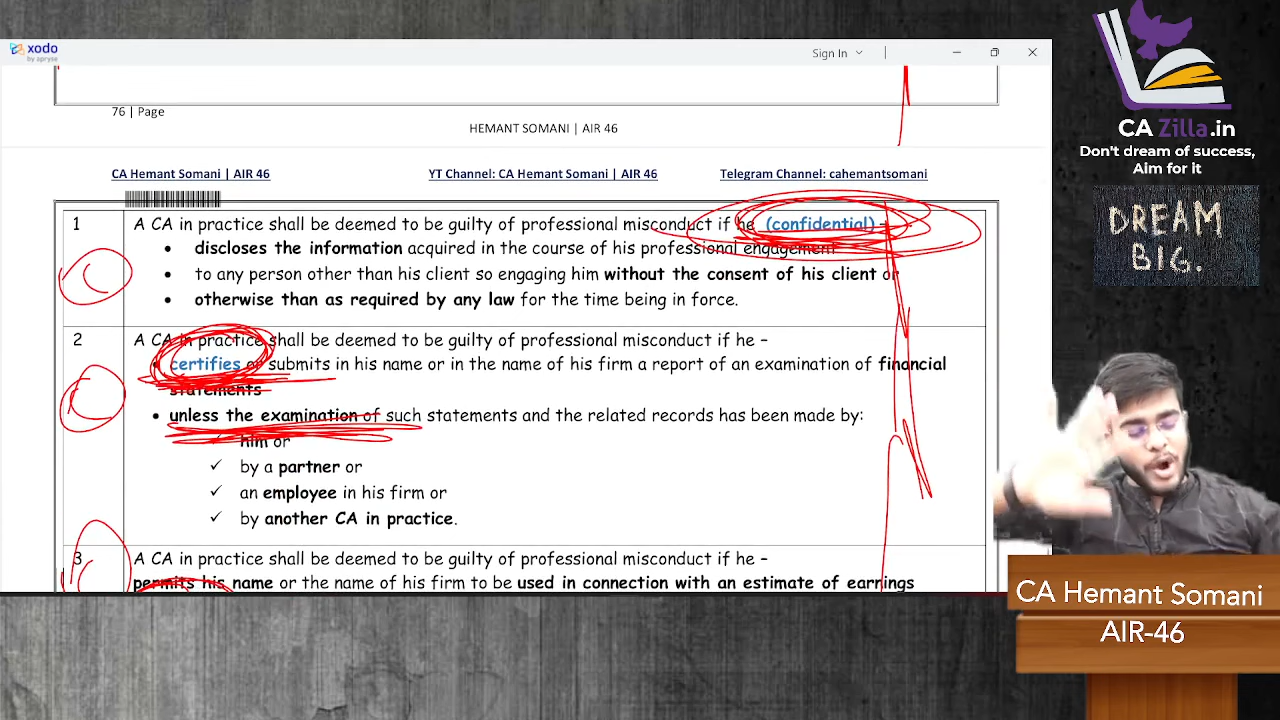 xodo
by apryse
Sign In
76 | Page
HEMANT SOMANI | AIR 46
CA Hemant Somani | AIR 46 YT Channel: CA Hemant Somani | AIR 46 Telegram Channel: cahemantsomani
1 A CA in practice shall be deemed to be guilty of professional misconduct if he (confidential) –
• discloses the information acquired in the course of his professional engagement
• to any person other than his client so engaging him without the consent of his client or
• otherwise than as required by any law for the time being in force.
2 A CA in practice shall be deemed to be guilty of professional misconduct if he –
• certifies or submits in his name or in the name of his firm a report of an examination of financial
statements
• unless the examination of such statements and the related records has been made by:
✓ him or
✓ by a partner or
✓ an employee in his firm or
✓ by another CA in practice.
3 A CA in practice shall be deemed to be guilty of professional misconduct if he –
permits his name or the name of his firm to be used in connection with an estimate of earnings
CA Zilla.in
Don't dream of success,
Aim for it
DREAM
BIG.
CA Hemant Somani
AIR-46